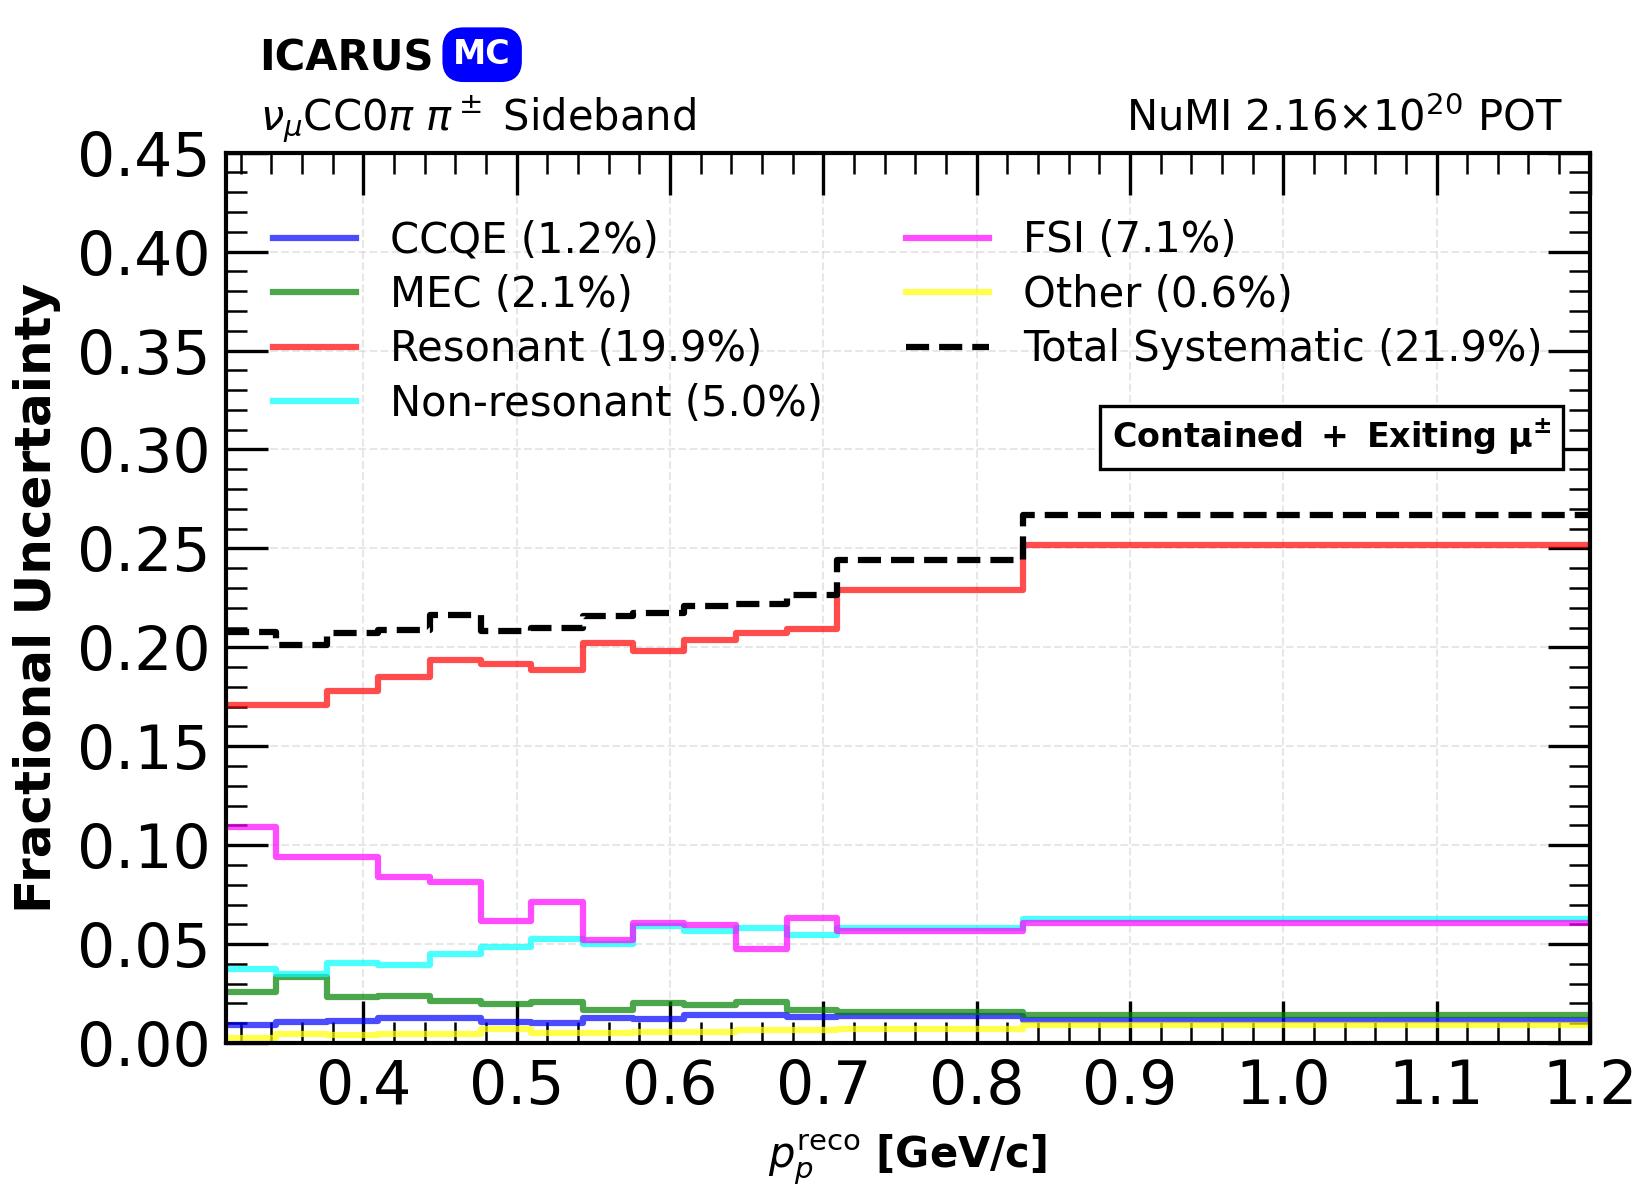 ICARUS MC
νμCC0π π± Sideband
NuMI 2.16×10²⁰ POT
0.45
0.40
0.35
0.30
0.25
0.20
0.15
0.10
0.05
0.00
Fractional Uncertainty
CCQE (1.2%)
MEC (2.1%)
Resonant (19.9%)
Non-resonant (5.0%)
FSI (7.1%)
Other (0.6%)
Total Systematic (21.9%)
Contained + Exiting μ±
0.4 0.5 0.6 0.7 0.8 0.9 1.0 1.1 1.2
p_p^reco [GeV/c]